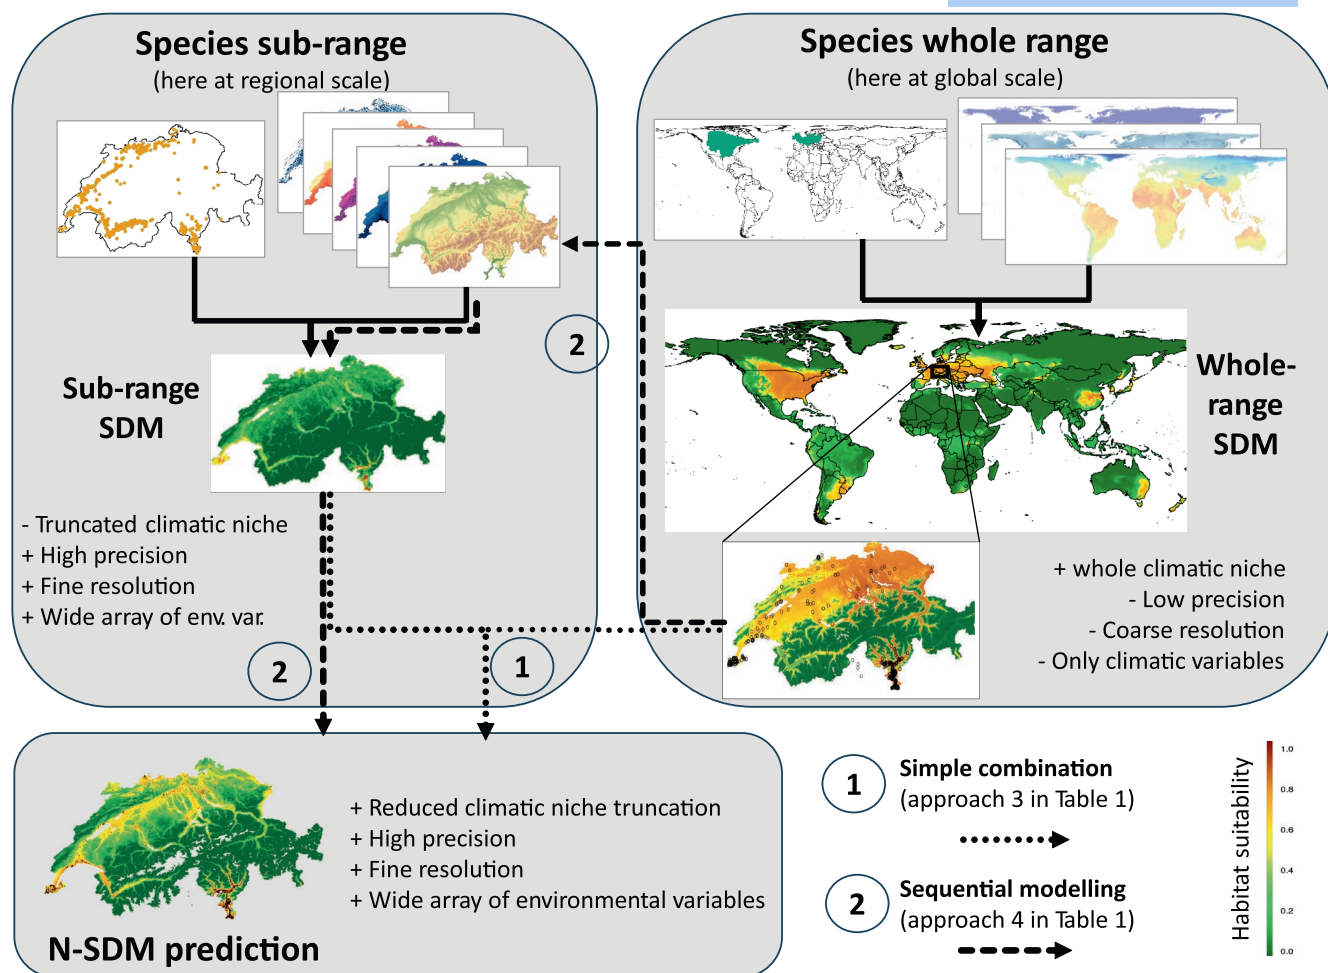 Species sub-range
(here at regional scale)
Species whole range
(here at global scale)
2
Sub-range
SDM
Whole-
range
SDM
- Truncated climatic niche
+ High precision
+ Fine resolution
+ Wide array of env. var.
+ whole climatic niche
- Low precision
- Coarse resolution
- Only climatic variables
2
1
N-SDM prediction
+ Reduced climatic niche truncation
+ High precision
+ Fine resolution
+ Wide array of environmental variables
1
Simple combination
(approach 3 in Table 1)
2
Sequential modelling
(approach 4 in Table 1)
Habitat suitability
1.0
0.8
0.6
0.4
0.2
0.0